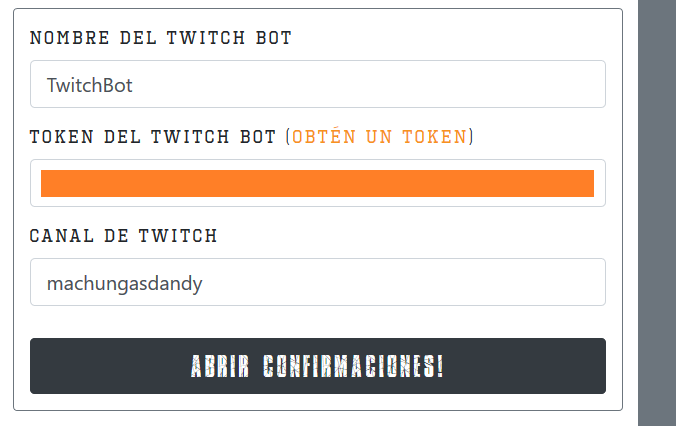 NOMBRE DEL TWITCH BOT
TwitchBot
TOKEN DEL TWITCH BOT (OBTÉN UN TOKEN)
CANAL DE TWITCH
machungasdandy
ABRIR CONFIRMACIONES!